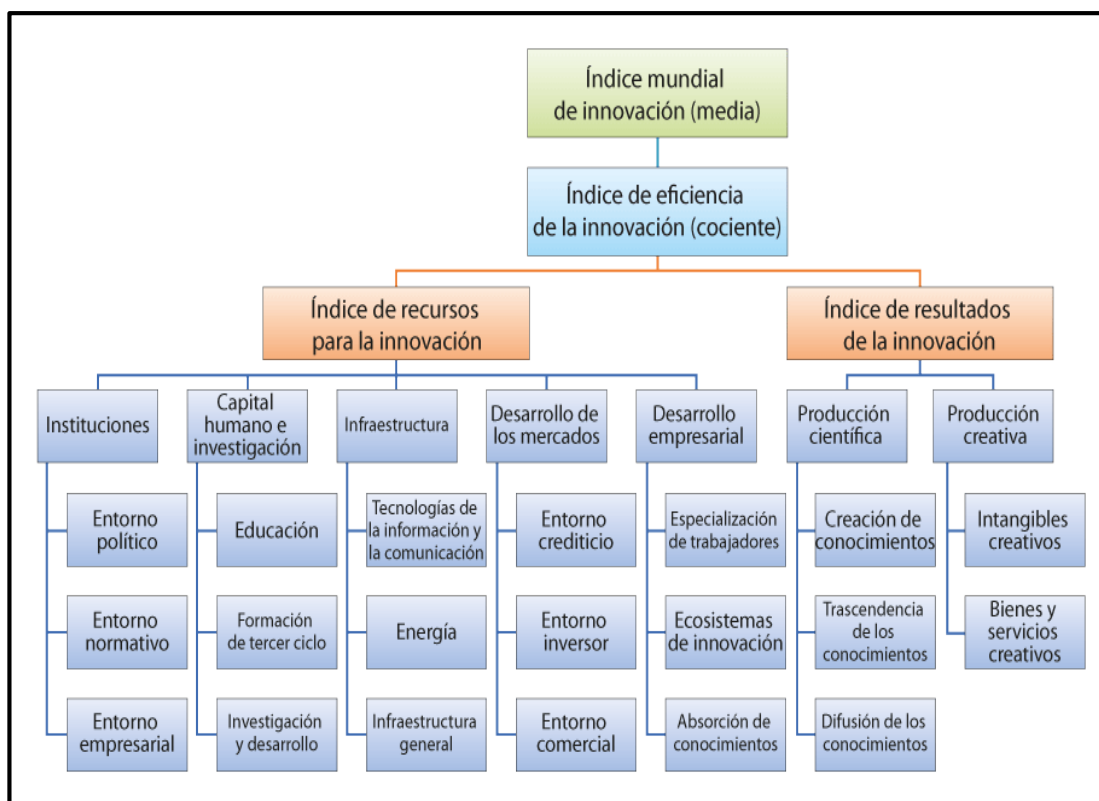 Índice mundial
de innovación (media)
Índice de eficiencia
de la innovación (cociente)
Índice de recursos
para la innovación
Índice de resultados
de la innovación
Instituciones
Capital
humano e
investigación
Infraestructura
Desarrollo de
los mercados
Desarrollo
empresarial
Producción
científica
Producción
creativa
Entorno
político
Educación
Tecnologías de
la información y
la comunicación
Entorno
crediticio
Especialización
de trabajadores
Creación de
conocimientos
Intangibles
creativos
Entorno
normativo
Formación
de tercer ciclo
Energía
Entorno
inversor
Ecosistemas
de innovación
Trascendencia
de los
conocimientos
Bienes y
servicios
creativos
Entorno
empresarial
Investigación
y desarrollo
Infraestructura
general
Entorno
comercial
Absorción de
conocimientos
Difusión de los
conocimientos